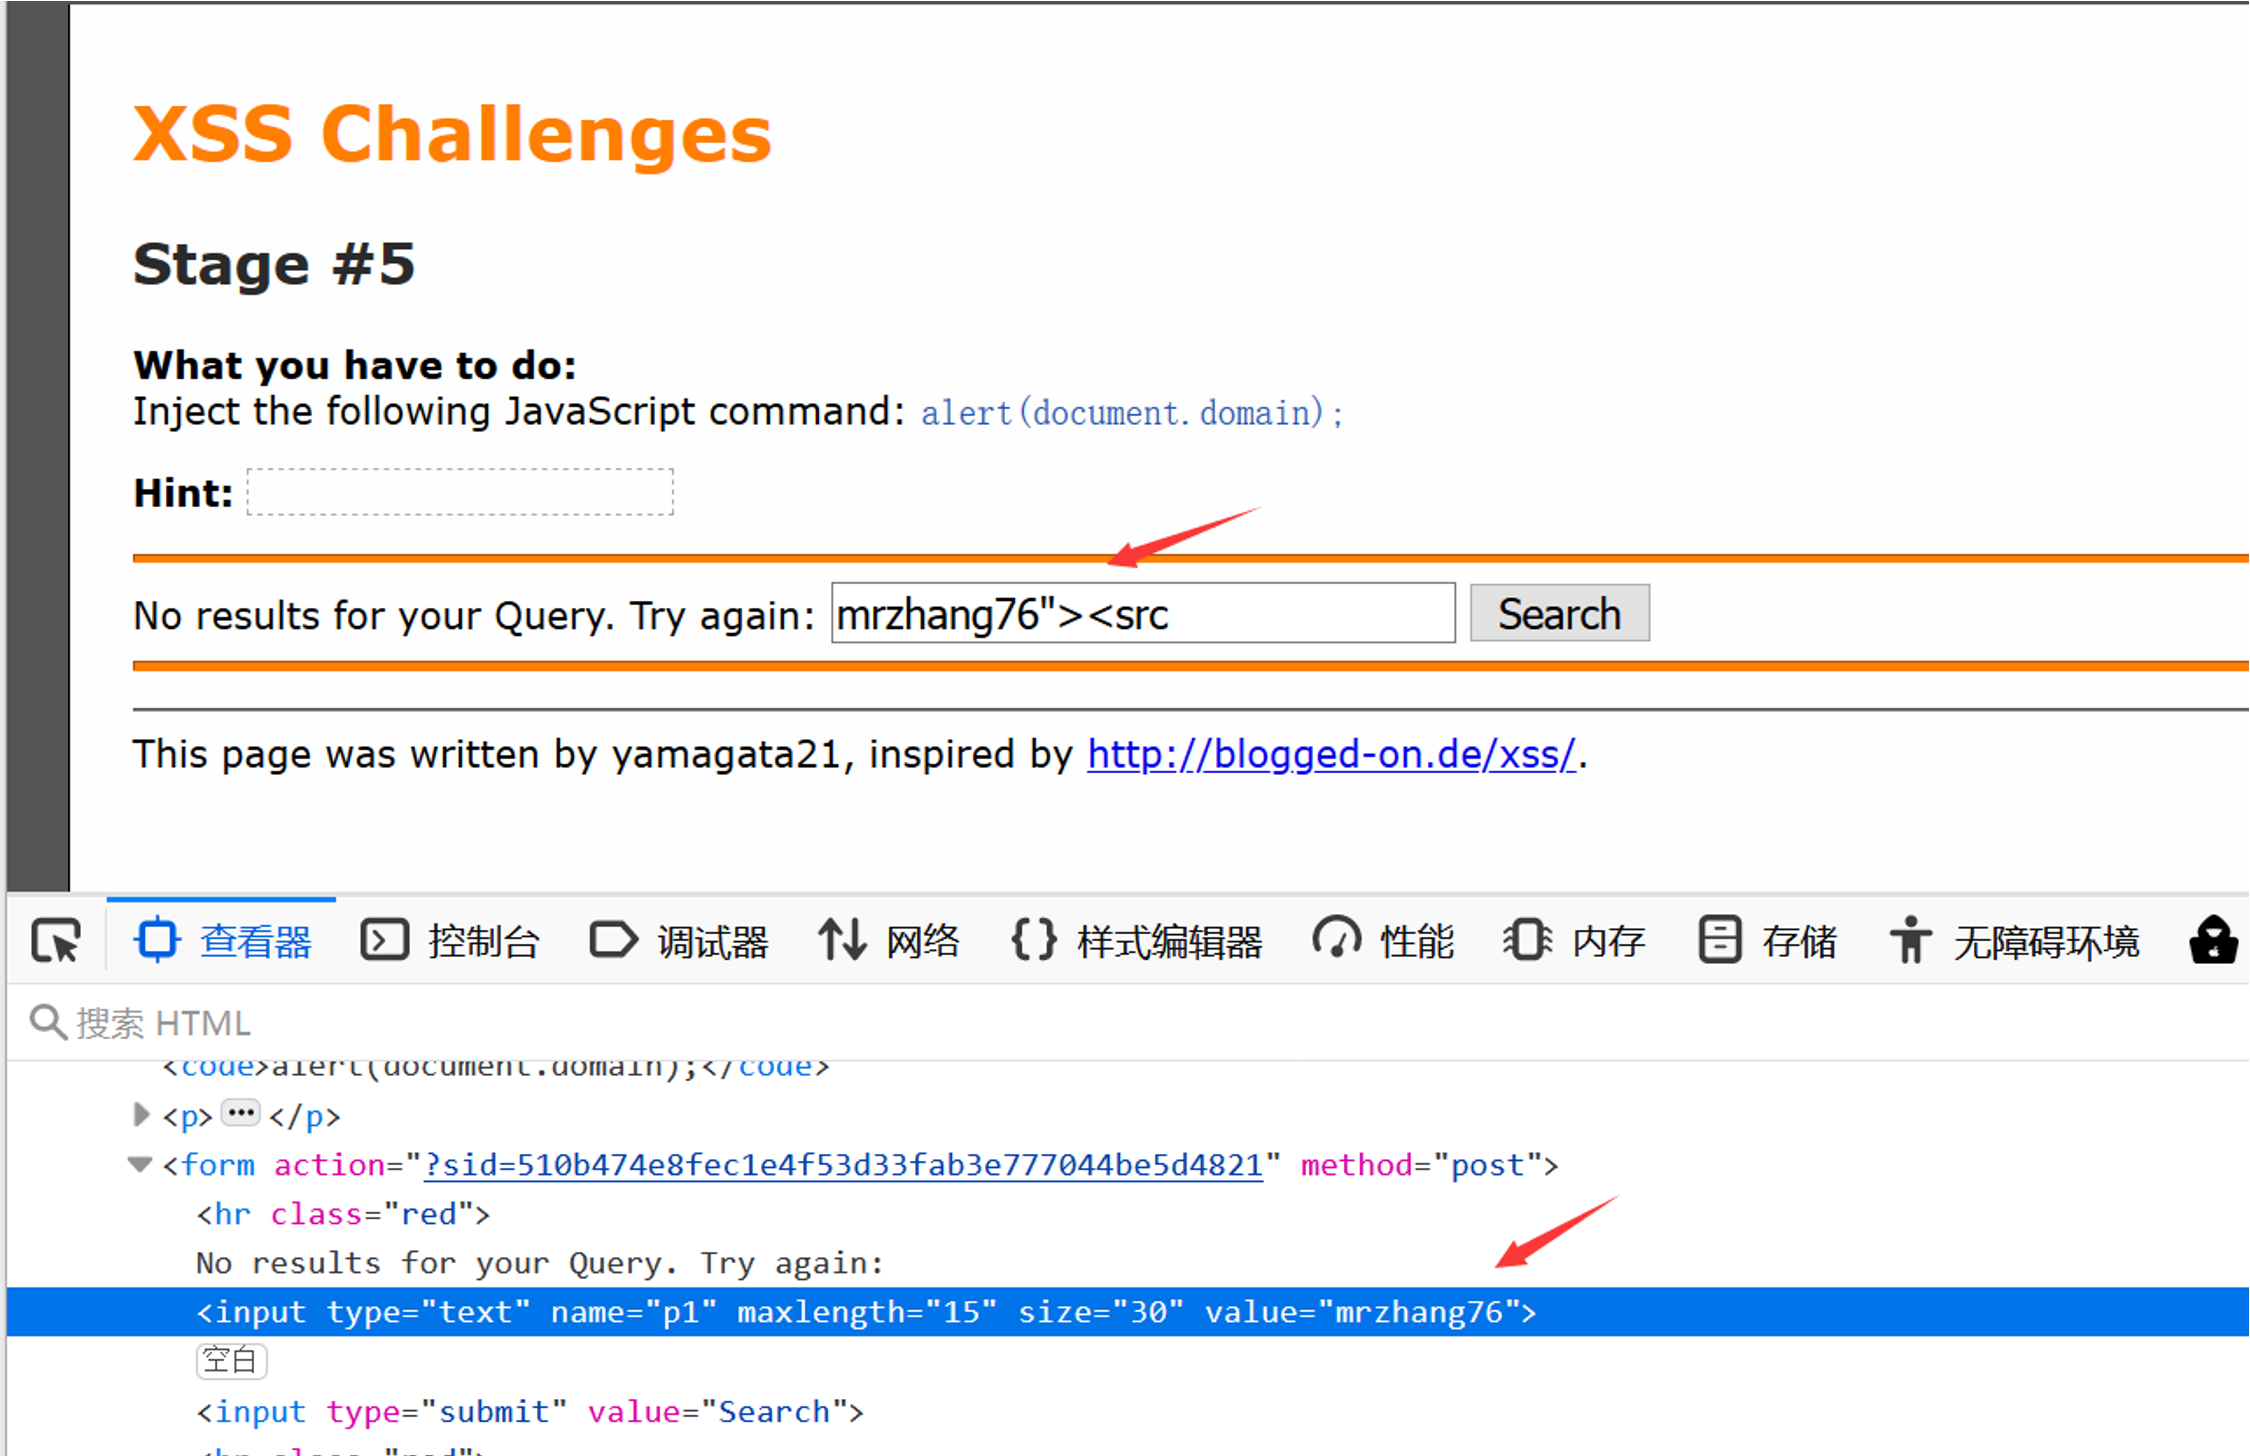 XSS Challenges
Stage #5
What you have to do:
Inject the following JavaScript command: alert(document.domain);
Hint:
No results for your Query. Try again: mrzhang76"><src Search
This page was written by yamagata21, inspired by http://blogged-on.de/xss/.
查看器 控制台 调试器 网络 样式编辑器 性能 内存 存储 无障碍环境
搜索 HTML
<code>alert(document.domain);</code>
<p>···</p>
<form action="?sid=510b474e8fec1e4f53d33fab3e777044be5d4821" method="post">
<hr class="red">
No results for your Query. Try again:
<input type="text" name="p1" maxlength="15" size="30" value="mrzhang76">
空白
<input type="submit" value="Search">
<hr class="red">